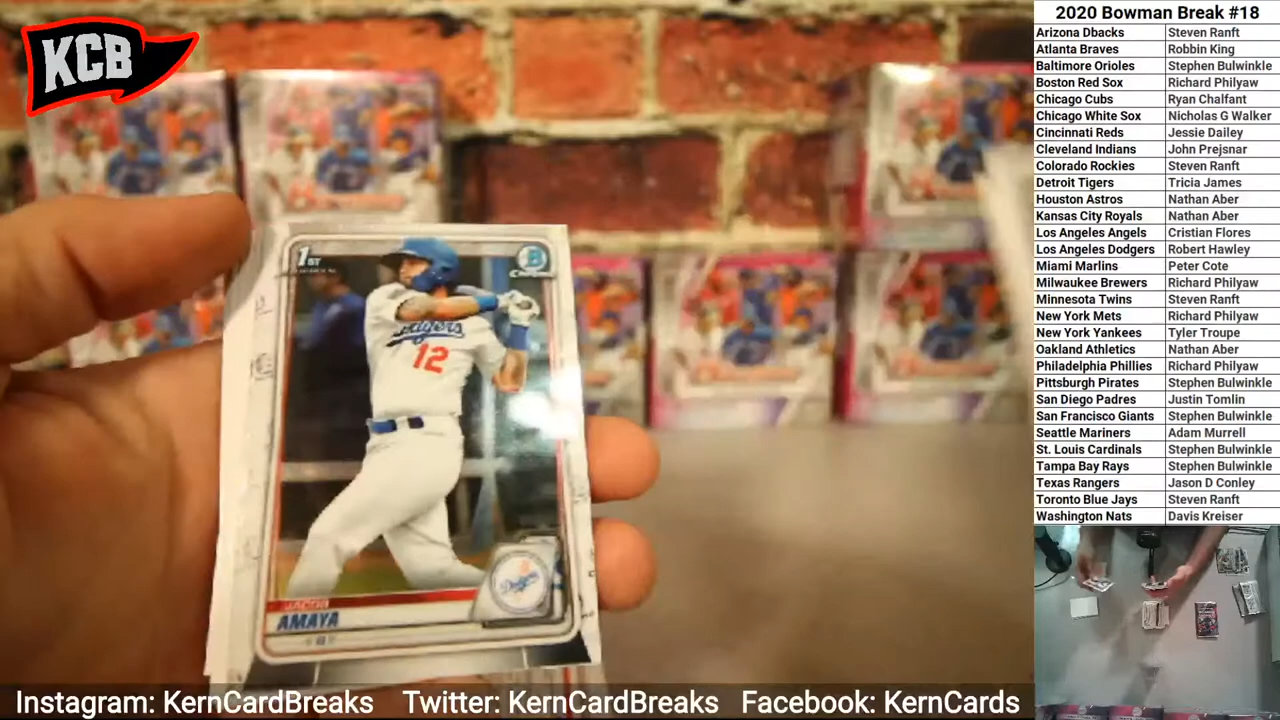 KCB
2020 Bowman Break #18
Arizona Dbacks Steven Ranft
Atlanta Braves Robbin King
Baltimore Orioles Stephen Bulwinkle
Boston Red Sox Richard Philyaw
Chicago Cubs Ryan Chalfant
Chicago White Sox Nicholas G Walker
Cincinnati Reds Jessie Dailey
Cleveland Indians John Prejsnar
Colorado Rockies Steven Ranft
Detroit Tigers Tricia James
Houston Astros Nathan Aber
Kansas City Royals Nathan Aber
Los Angeles Angels Cristian Flores
Los Angeles Dodgers Robert Hawley
Miami Marlins Peter Cote
Milwaukee Brewers Richard Philyaw
Minnesota Twins Steven Ranft
New York Mets Richard Philyaw
New York Yankees Tyler Troupe
Oakland Athletics Nathan Aber
Philadelphia Phillies Richard Philyaw
Pittsburgh Pirates Stephen Bulwinkle
San Diego Padres Justin Tomlin
San Francisco Giants Stephen Bulwinkle
Seattle Mariners Adam Murrell
St. Louis Cardinals Stephen Bulwinkle
Tampa Bay Rays Stephen Bulwinkle
Texas Rangers Jason D Conley
Toronto Blue Jays Steven Ranft
Washington Nats Davis Kreiser
1ST
B
Dodgers
12
Dodgers
JACOB
AMAYA
Instagram: KernCardBreaks Twitter: KernCardBreaks Facebook: KernCards